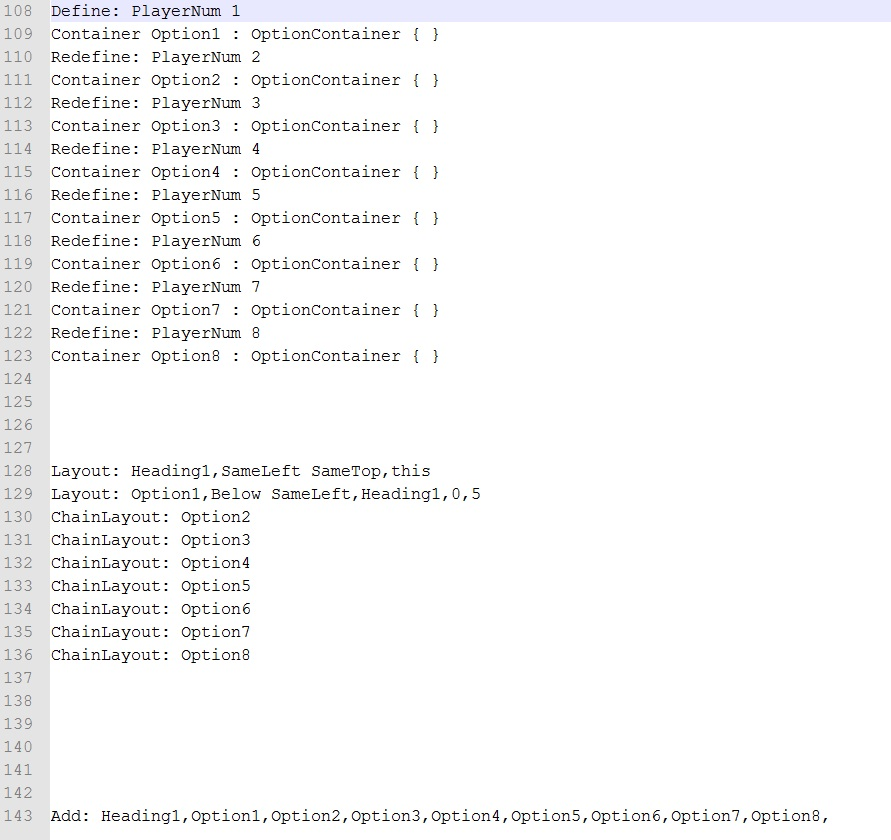 108 Define: PlayerNum 1
109 Container Option1 : OptionContainer { }
110 Redefine: PlayerNum 2
111 Container Option2 : OptionContainer { }
112 Redefine: PlayerNum 3
113 Container Option3 : OptionContainer { }
114 Redefine: PlayerNum 4
115 Container Option4 : OptionContainer { }
116 Redefine: PlayerNum 5
117 Container Option5 : OptionContainer { }
118 Redefine: PlayerNum 6
119 Container Option6 : OptionContainer { }
120 Redefine: PlayerNum 7
121 Container Option7 : OptionContainer { }
122 Redefine: PlayerNum 8
123 Container Option8 : OptionContainer { }
124
125
126
127
128 Layout: Heading1,SameLeft SameTop,this
129 Layout: Option1,Below SameLeft,Heading1,0,5
130 ChainLayout: Option2
131 ChainLayout: Option3
132 ChainLayout: Option4
133 ChainLayout: Option5
134 ChainLayout: Option6
135 ChainLayout: Option7
136 ChainLayout: Option8
137
138
139
140
141
142
143 Add: Heading1,Option1,Option2,Option3,Option4,Option5,Option6,Option7,Option8,